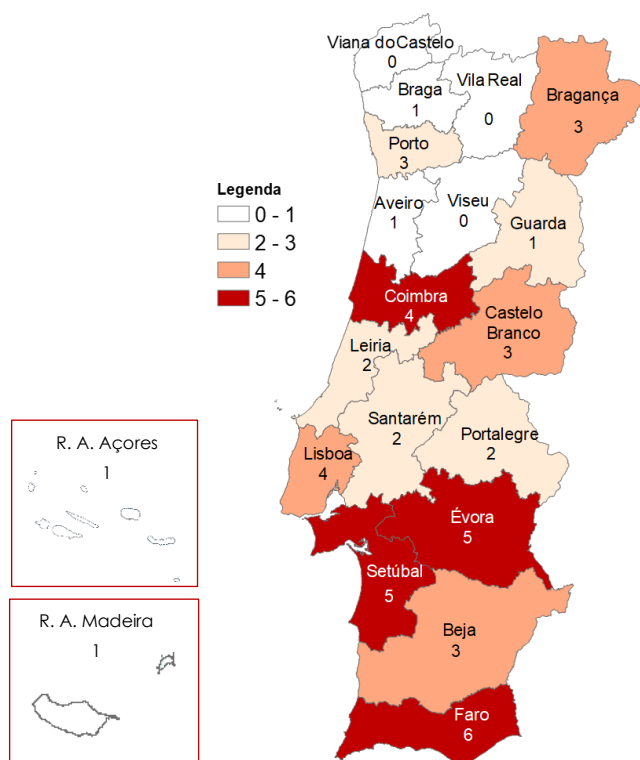 Viana do Castelo
0
Braga
1
Vila Real
0
Bragança
3
Porto
3
Legenda
0 - 1
2 - 3
4
5 - 6
Aveiro
1
Viseu
0
Guarda
1
Coimbra
4
Castelo
Branco
3
Leiria
2
Santarém
2
Portalegre
2
Lisboa
4
R. A. Açores
1
Évora
5
Setúbal
5
R. A. Madeira
1
Beja
3
Faro
6